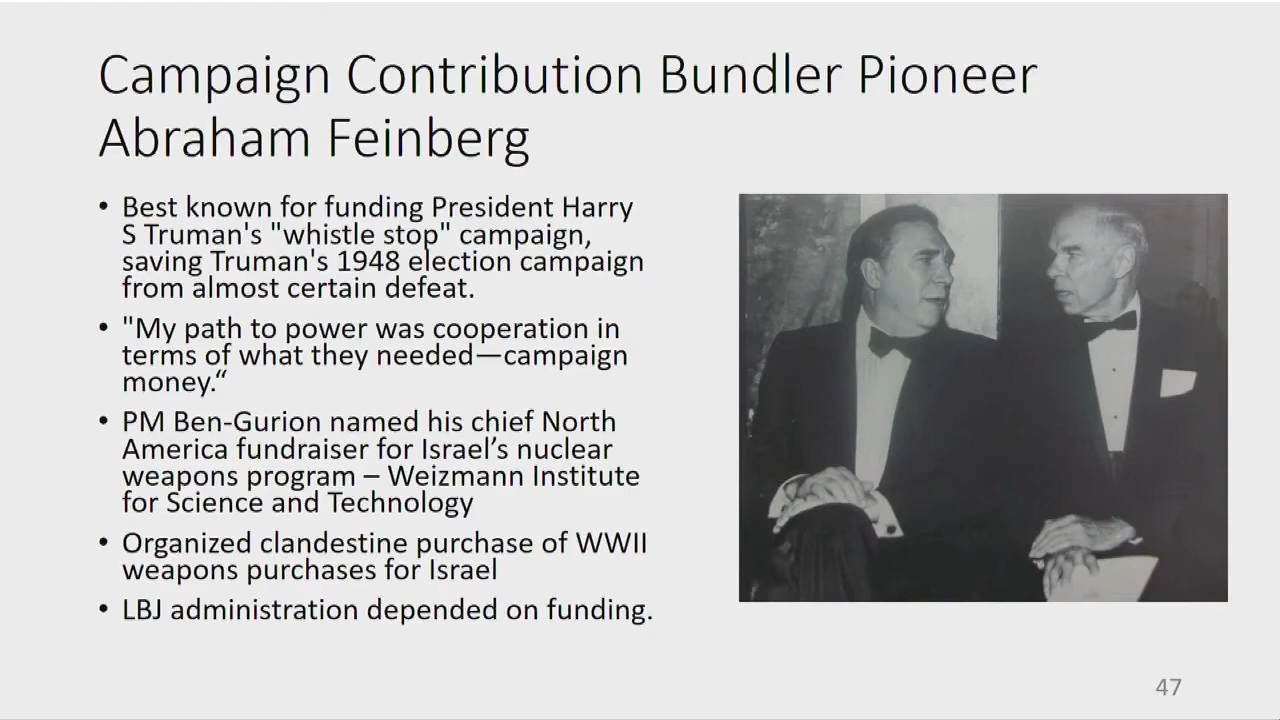 Campaign Contribution Bundler Pioneer
Abraham Feinberg
• Best known for funding President Harry
S Truman's "whistle stop" campaign,
saving Truman's 1948 election campaign
from almost certain defeat.
• "My path to power was cooperation in
terms of what they needed—campaign
money.“
• PM Ben-Gurion named his chief North
America fundraiser for Israel’s nuclear
weapons program – Weizmann Institute
for Science and Technology
• Organized clandestine purchase of WWII
weapons purchases for Israel
• LBJ administration depended on funding.
47